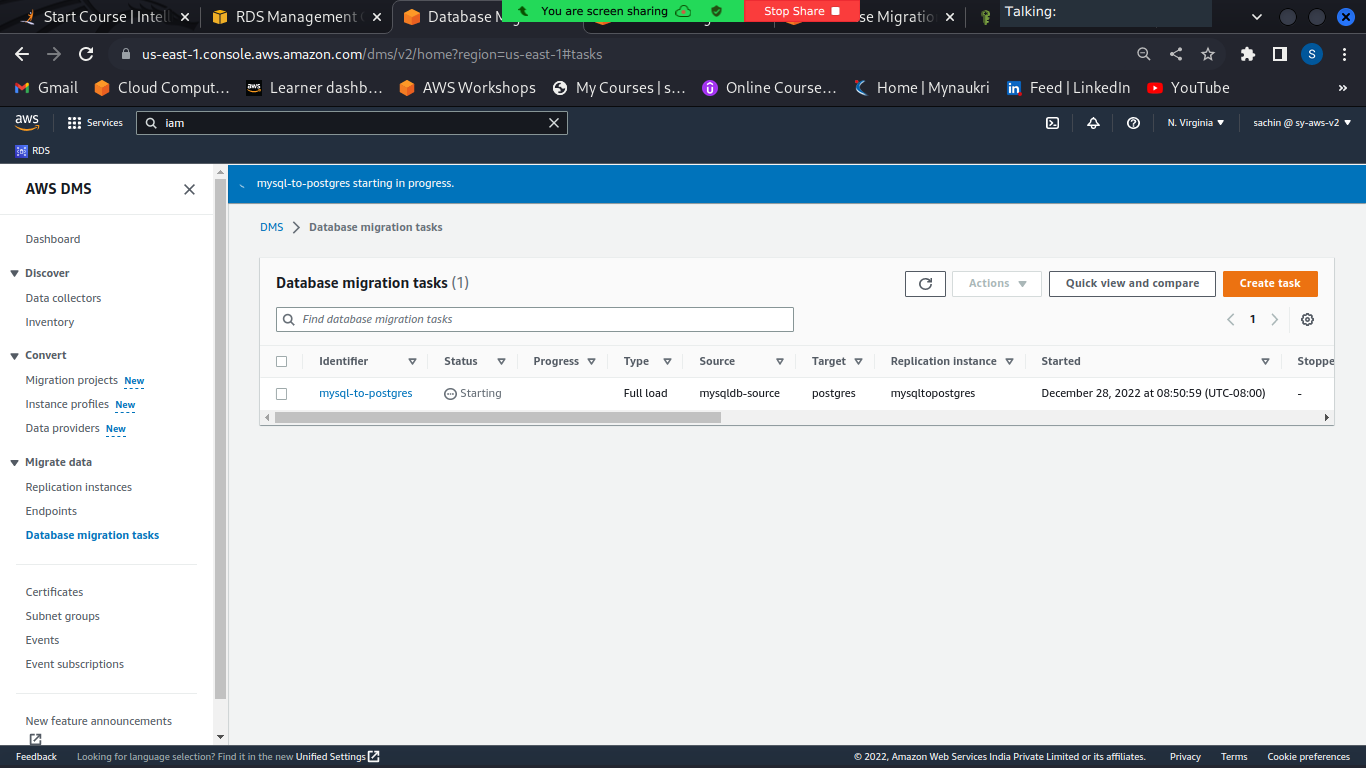 Start Course | Intell
RDS Management
Database M
You are screen sharing
Stop Share
se Migratio
Talking:
us-east-1.console.aws.amazon.com/dms/v2/home?region=us-east-1#tasks
S
Gmail
Cloud Comput…
aws
Learner dashb…
AWS Workshops
My Courses | s…
Online Course…
Home | Mynaukri
in
Feed | LinkedIn
YouTube
»
aws
Services
iam
N. Virginia
sachin @ sy-aws-v2
RDS
AWS DMS
Dashboard
Discover
Data collectors
Inventory
Convert
Migration projects New
Instance profiles New
Data providers New
Migrate data
Replication instances
Endpoints
Database migration tasks
Certificates
Subnet groups
Events
Event subscriptions
New feature announcements
mysql-to-postgres starting in progress.
DMS > Database migration tasks
Database migration tasks (1)
Actions
Quick view and compare
Create task
Find database migration tasks
1
Identifier Status Progress Type Source Target Replication instance Started Stoppe
mysql-to-postgres Starting Full load mysqldb-source postgres mysqltopostgres December 28, 2022 at 08:50:59 (UTC-08:00) -
Feedback Looking for language selection? Find it in the new Unified Settings © 2022, Amazon Web Services India Private Limited or its affiliates. Privacy Terms Cookie preferences